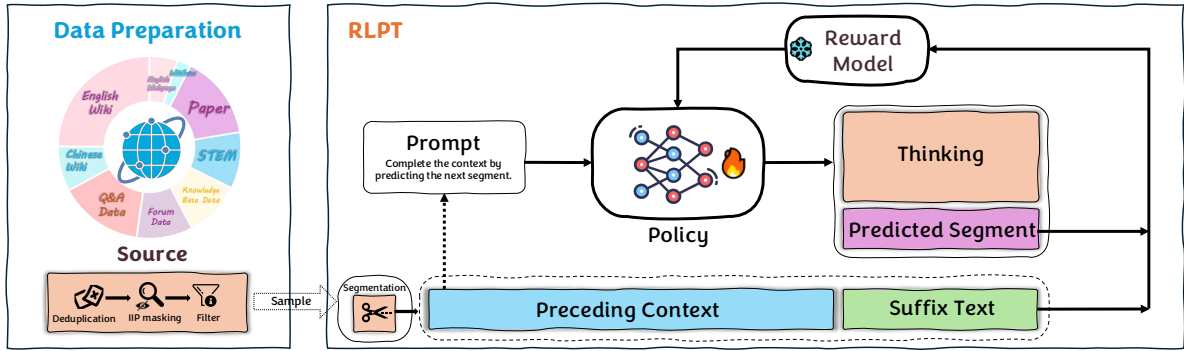 Data Preparation
English
Wiki
English
Webpage
Paper
Chinese
Wiki
STEM
Q&A
Data
Forum
Data
Knowledge
Base Data
Source
Deduplication
IIP masking
Filter
Sample
RLPT
Reward
Model
Prompt
Complete the context by
predicting the next segment.
Policy
Thinking
Predicted Segment
Segmentation
Preceding Context
Suffix Text